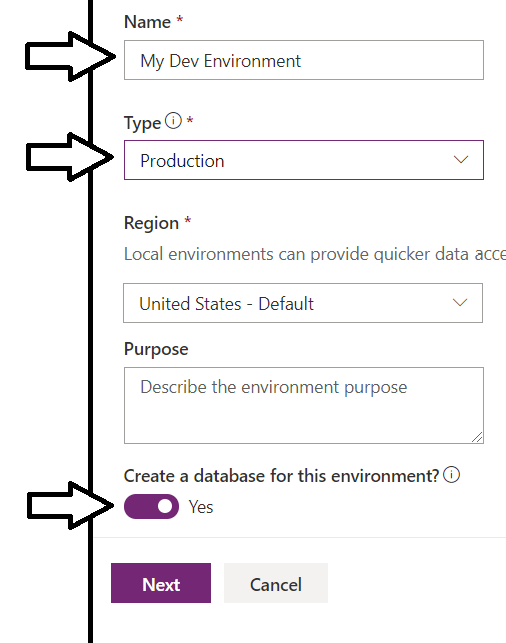 Name *
My Dev Environment
Type *
Production
Region *
Local environments can provide quicker data acce
United States - Default
Purpose
Describe the environment purpose
Create a database for this environment?
Yes
Next
Cancel